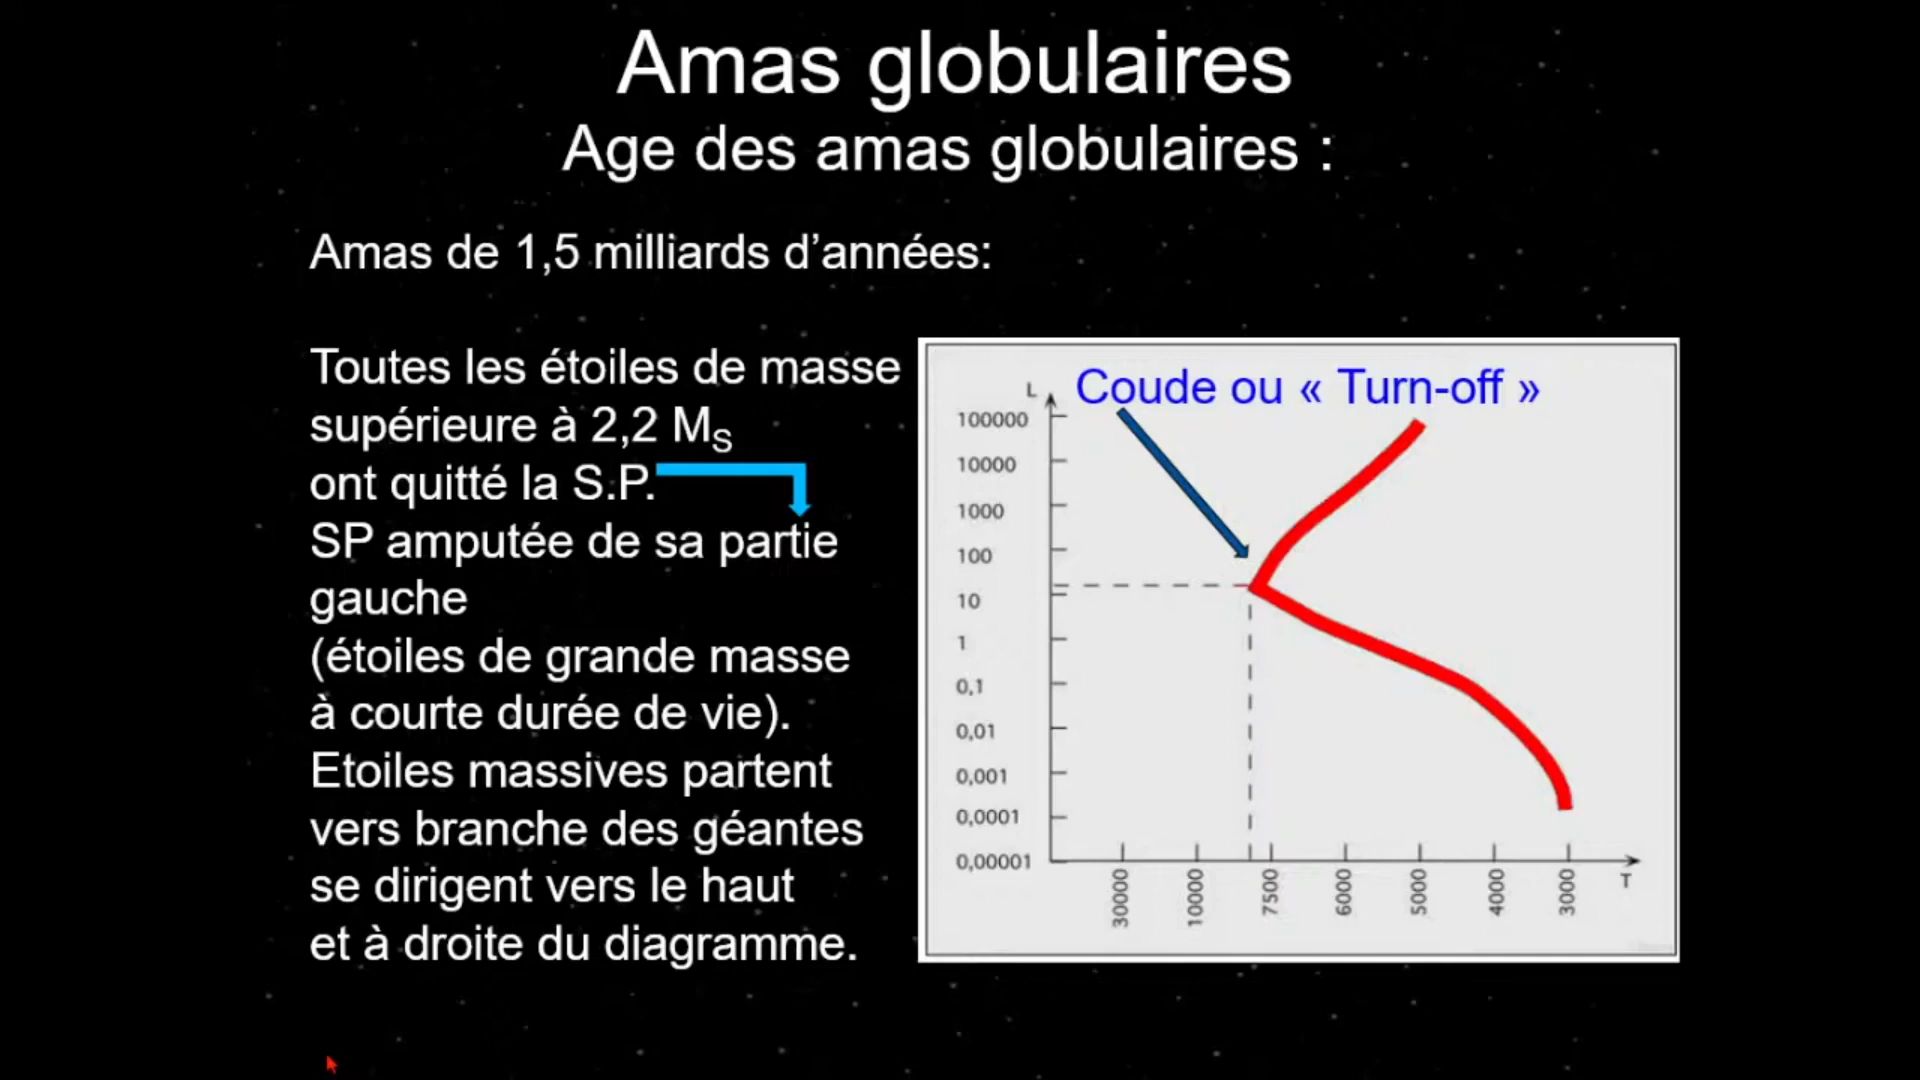 Amas globulaires
Age des amas globulaires :
Amas de 1,5 milliards d’années:
Toutes les étoiles de masse
supérieure à 2,2 MS
ont quitté la S.P.
SP amputée de sa partie
gauche
(étoiles de grande masse
à courte durée de vie).
Etoiles massives partent
vers branche des géantes
se dirigent vers le haut
et à droite du diagramme.
Coude ou « Turn-off »
L
100000
10000
1000
100
10
1
0,1
0,01
0,001
0,0001
0,00001
30000
10000
7500
6000
5000
4000
3000
T